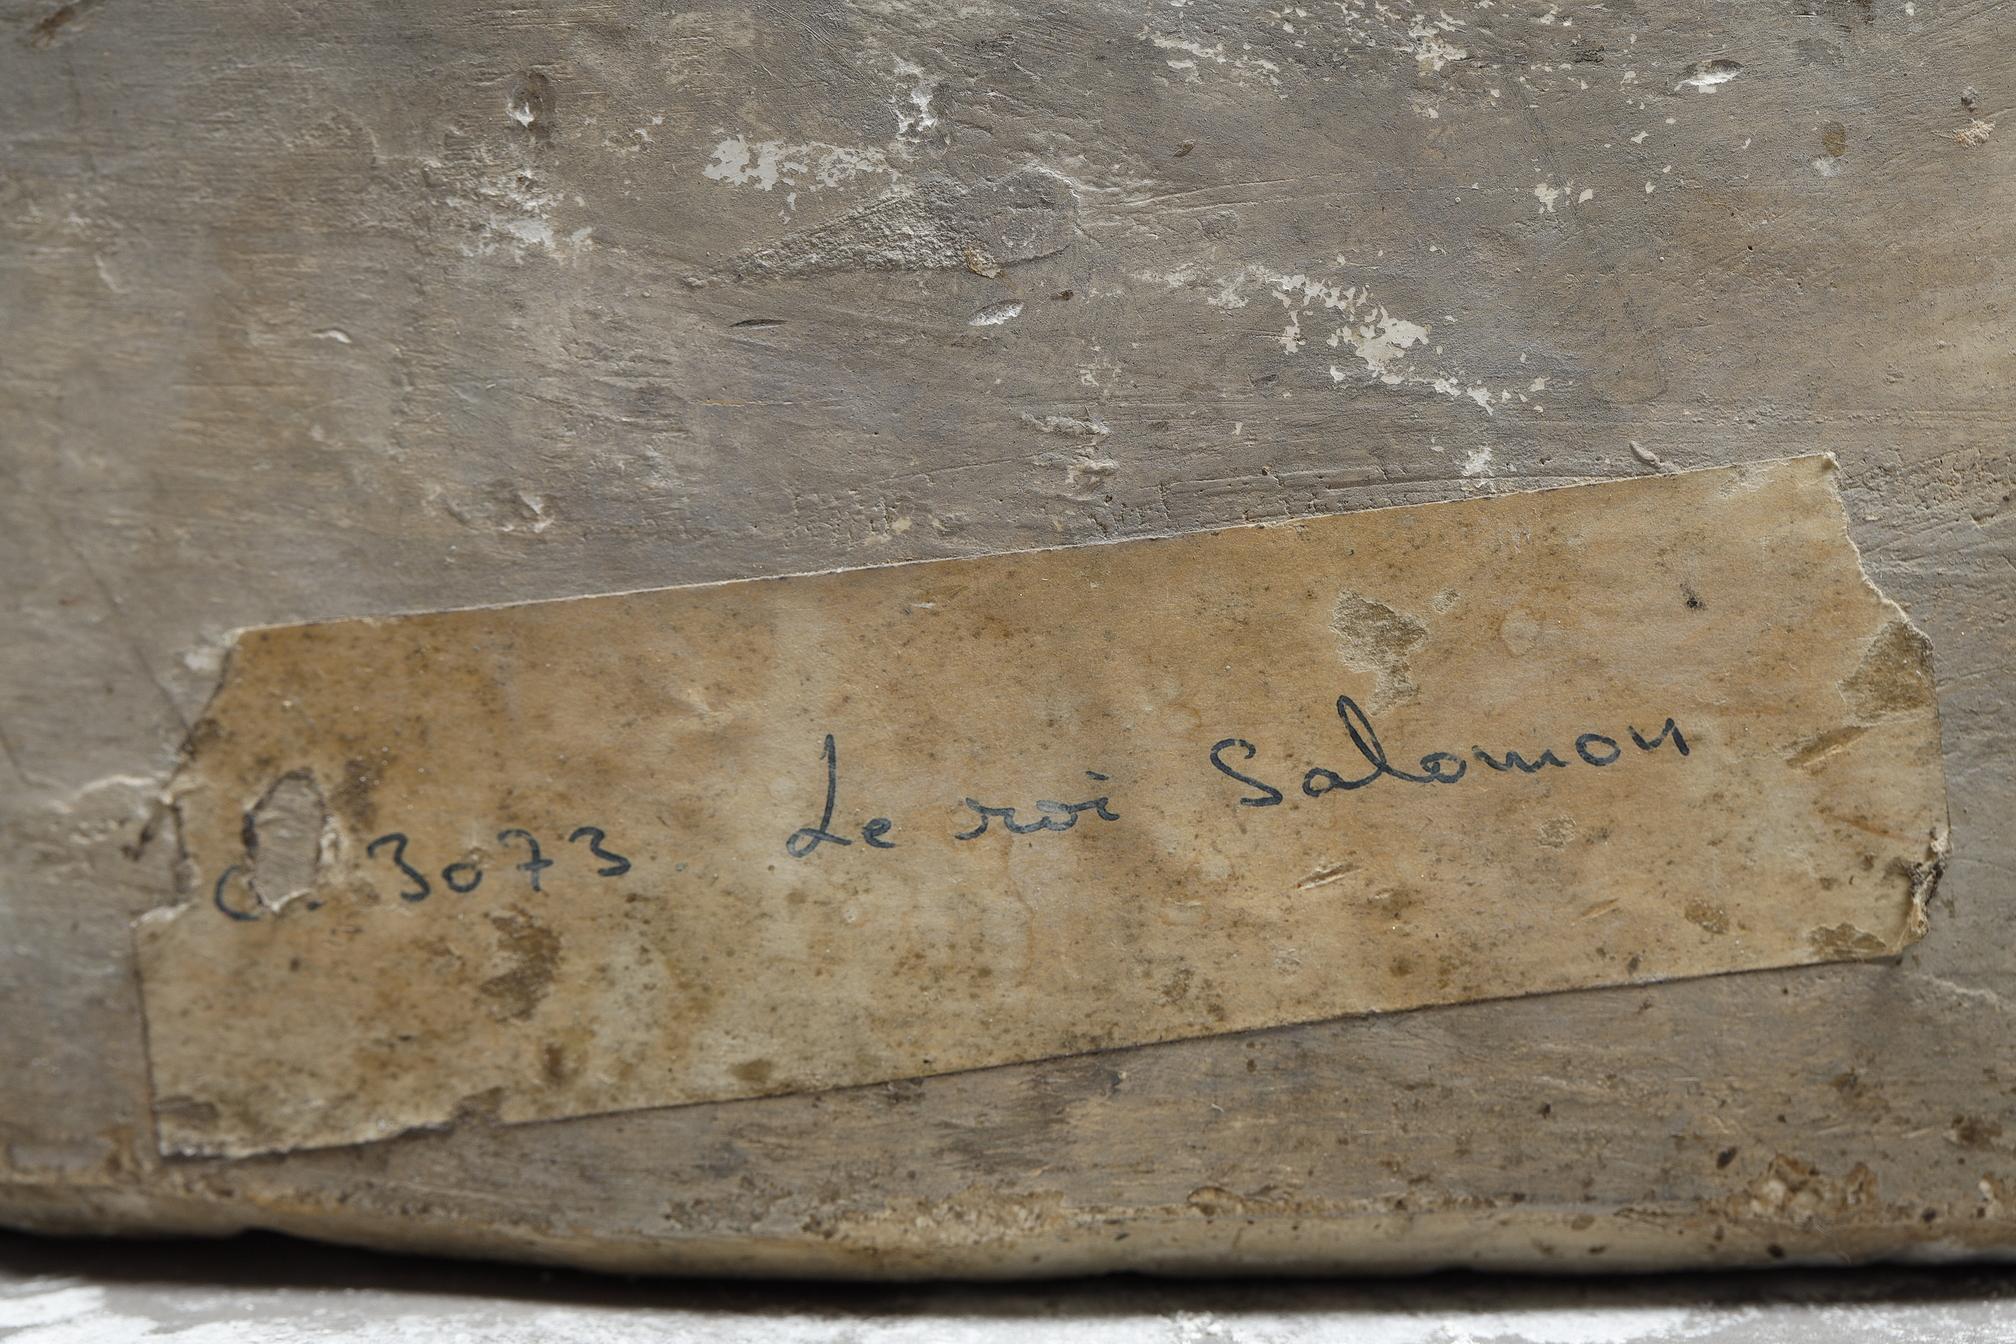 3073. Le roi Salomon